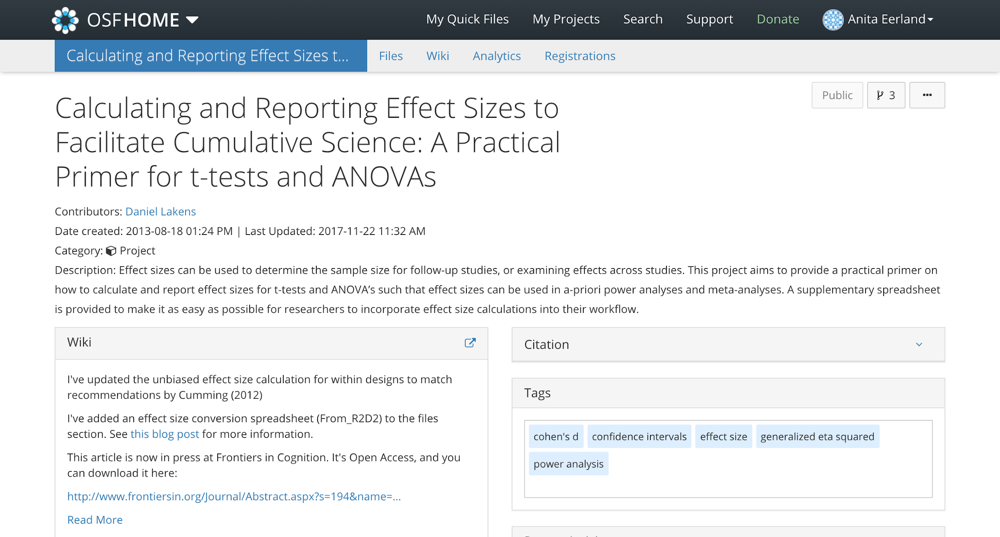 OSFHOME
My Quick Files
My Projects
Search
Support
Donate
Anita Eerland
Calculating and Reporting Effect Sizes t...
Files
Wiki
Analytics
Registrations
Public
3
Calculating and Reporting Effect Sizes to
Facilitate Cumulative Science: A Practical
Primer for t-tests and ANOVAs
Contributors: Daniel Lakens
Date created: 2013-08-18 01:24 PM | Last Updated: 2017-11-22 11:32 AM
Category: Project
Description: Effect sizes can be used to determine the sample size for follow-up studies, or examining effects across studies. This project aims to provide a practical primer on
how to calculate and report effect sizes for t-tests and ANOVA’s such that effect sizes can be used in a-priori power analyses and meta-analyses. A supplementary spreadsheet
is provided to make it as easy as possible for researchers to incorporate effect size calculations into their workflow.
Wiki
I've updated the unbiased effect size calculation for within designs to match
recommendations by Cumming (2012)
I've added an effect size conversion spreadsheet (From_R2D2) to the files
section. See this blog post for more information.
This article is now in press at Frontiers in Cognition. It's Open Access, and you
can download it here:
http://www.frontiersin.org/Journal/Abstract.aspx?s=194&name=...
Read More
Citation
Tags
cohen's d
confidence intervals
effect size
generalized eta squared
power analysis